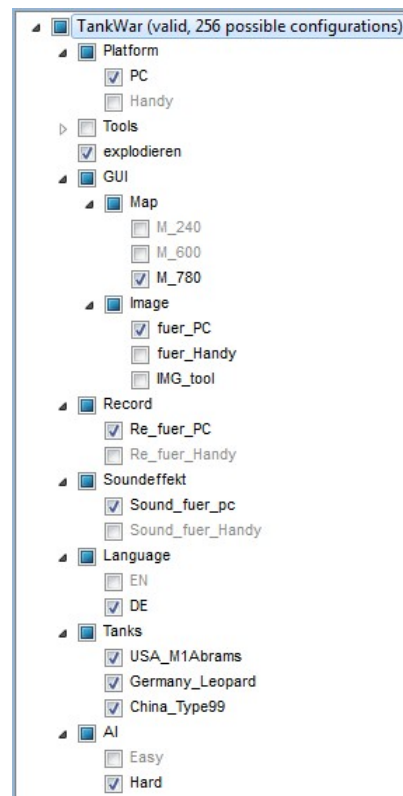 TankWar (valid, 256 possible configurations)
Platform
PC
Handy
Tools
explodieren
GUI
Map
M_240
M_600
M_780
Image
fuer_PC
fuer_Handy
IMG_tool
Record
Re_fuer_PC
Re_fuer_Handy
Soundeffekt
Sound_fuer_pc
Sound_fuer_Handy
Language
EN
DE
Tanks
USA_M1Abrams
Germany_Leopard
China_Type99
AI
Easy
Hard